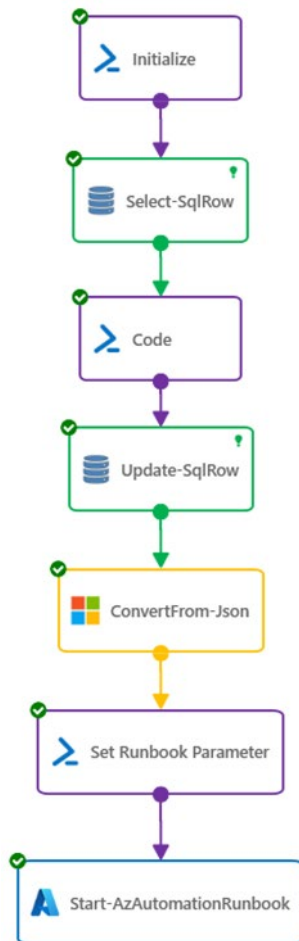 Initialize
Select-SqlRow
Code
Update-SqlRow
ConvertFrom-Json
Set Runbook Parameter
Start-AzAutomationRunbook